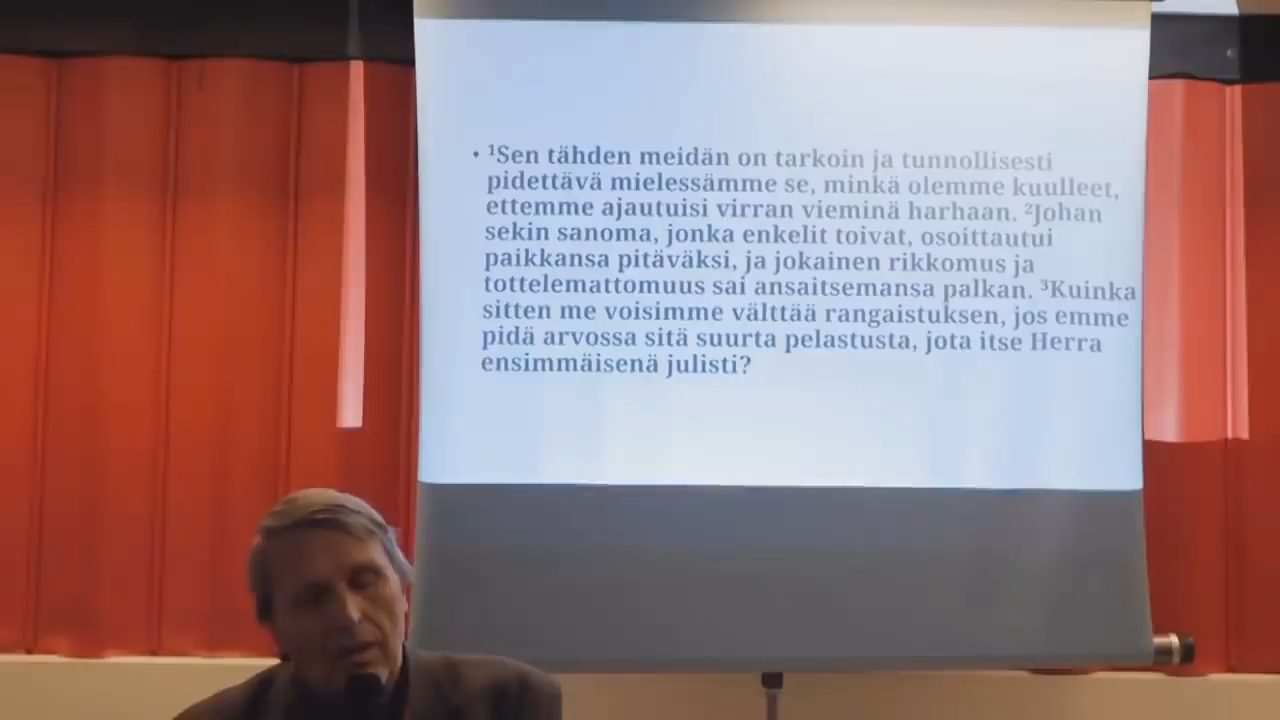 • ¹Sen tähden meidän on tarkoin ja tunnollisesti
pidettävä mielessämme se, minkä olemme kuulleet,
ettemme ajautuisi virran vieminä harhaan. ²Johan
sekin sanoma, jonka enkelit toivat, osoittautui
paikkansa pitäväksi, ja jokainen rikkomus ja
tottelemattomuus sai ansaitsemansa palkan. ³Kuinka
sitten me voisimme välttää rangaistuksen, jos emme
pidä arvossa sitä suurta pelastusta, jota itse Herra
ensimmäisenä julisti?